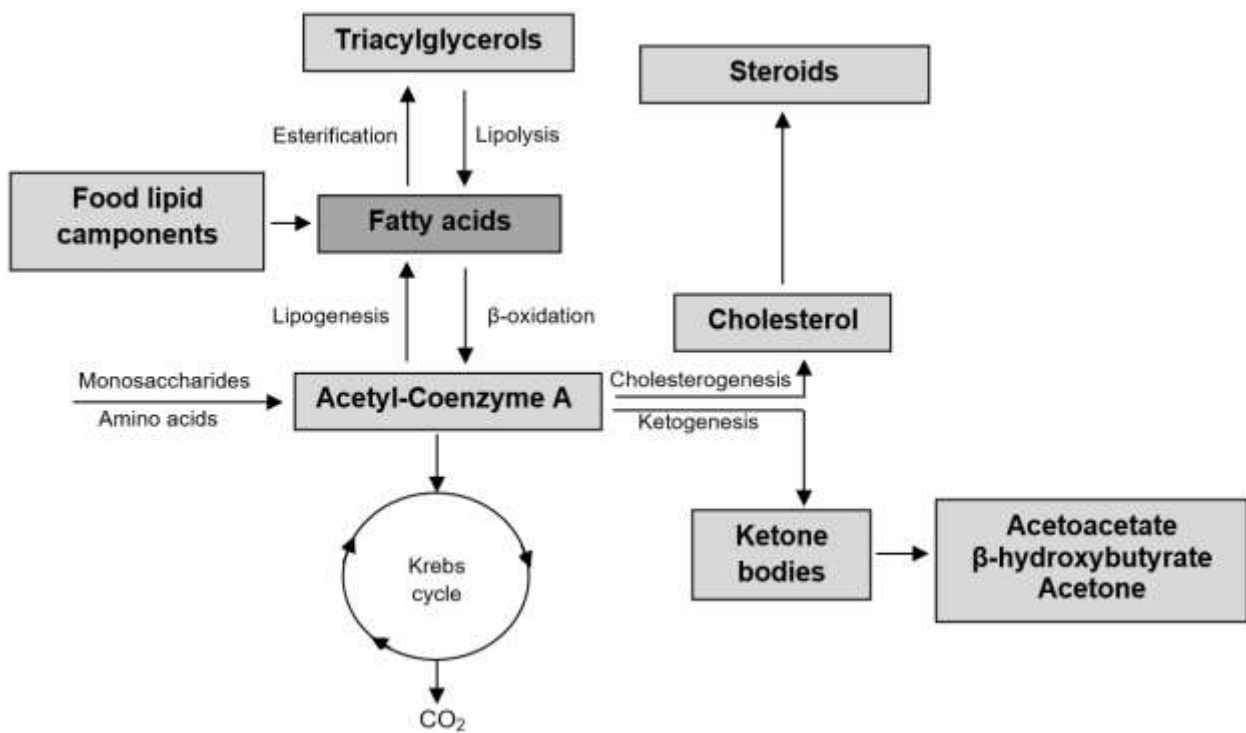 Triacylglycerols
Steroids
Esterification
Lipolysis
Food lipid
camponents
Fatty acids
Lipogenesis
β-oxidation
Cholesterol
Monosaccharides
Amino acids
Acetyl-Coenzyme A
Cholesterogenesis
Ketogenesis
Krebs
cycle
Ketone
bodies
Acetoacetate
β-hydroxybutyrate
Acetone
CO₂